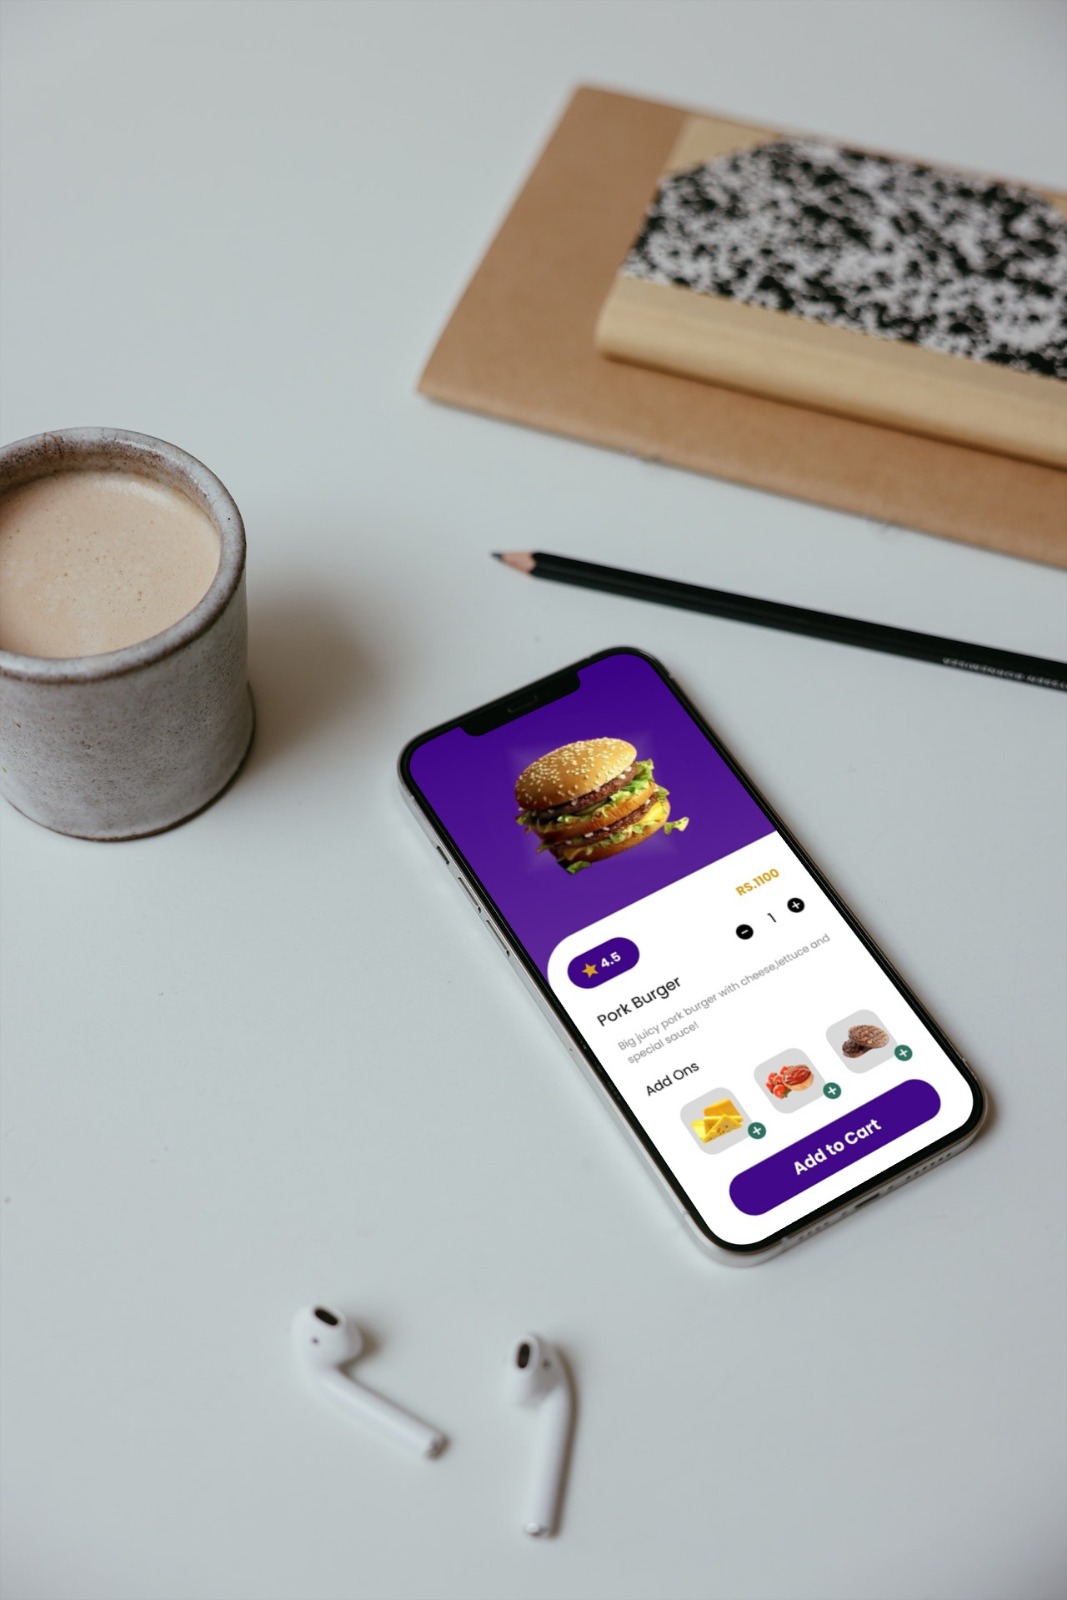 RS.1100
1
4.5
Pork Burger
Big juicy pork burger with cheese,lettuce and
special sauce!
Add Ons
Add to Cart